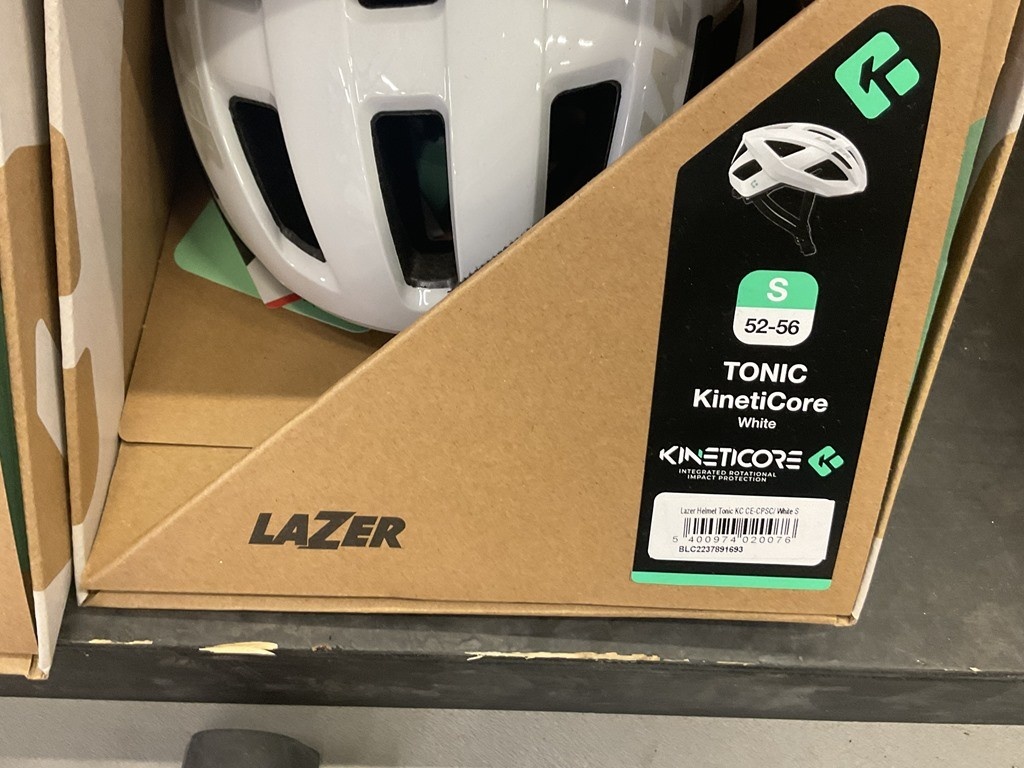 S
52-56
TONIC
KinetiCore
White
KINETICORE
INTEGRATED ROTATIONAL
IMPACT PROTECTION
Lazer Helmet Tonic KC CE-CPSC/ White S
5 400974 020076
BLC2237891693
LAZER